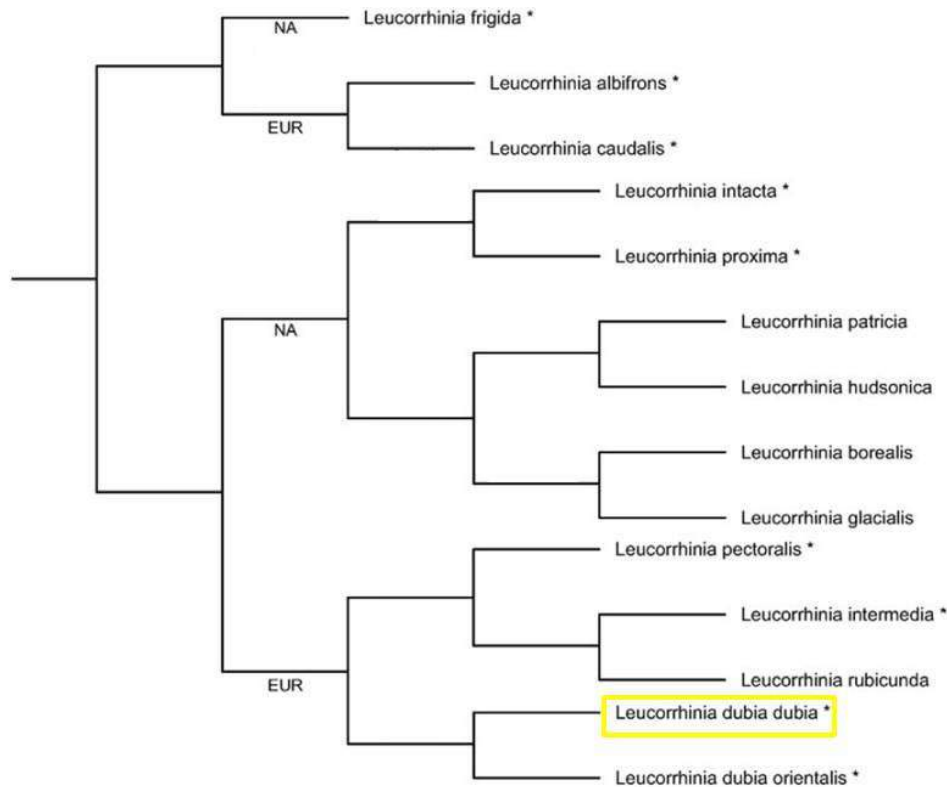 Leucorrhinia frigida *
NA
Leucorrhinia albifrons *
EUR
Leucorrhinia caudalis *
Leucorrhinia intacta *
Leucorrhinia proxima *
NA
Leucorrhinia patricia
Leucorrhinia hudsonica
Leucorrhinia borealis
Leucorrhinia glacialis
Leucorrhinia pectoralis *
Leucorrhinia intermedia *
EUR
Leucorrhinia rubicunda
Leucorrhinia dubia dubia *
Leucorrhinia dubia orientalis *